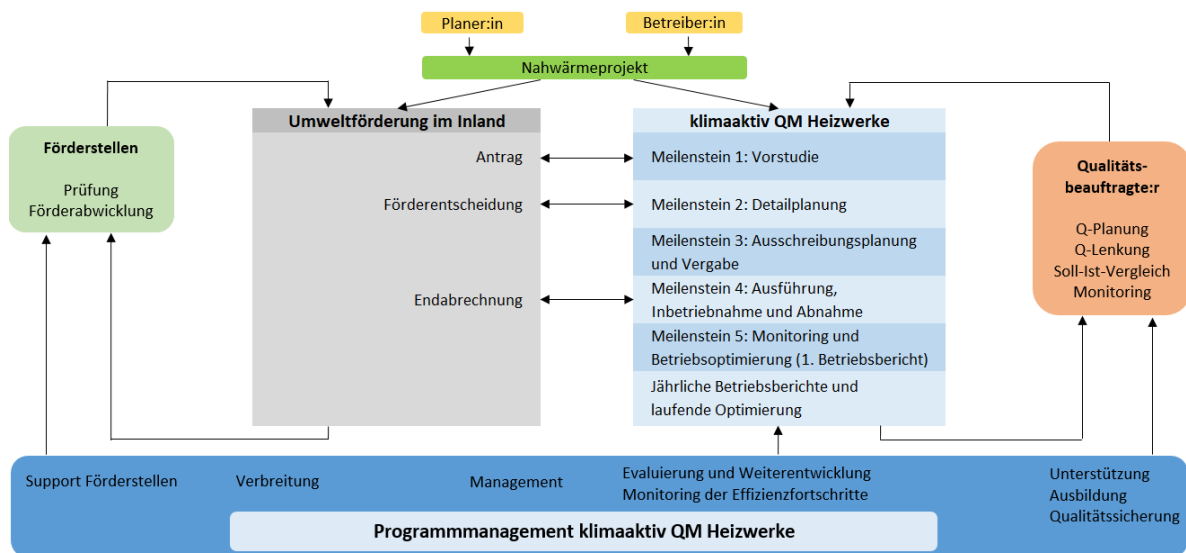 Planer:in
Betreiber:in
Nahwärmeprojekt
Förderstellen
Prüfung
Förderabwicklung
Umweltförderung im Inland
Antrag
Förderentscheidung
Endabrechnung
klimaaktiv QM Heizwerke
Meilenstein 1: Vorstudie
Meilenstein 2: Detailplanung
Meilenstein 3: Ausschreibungsplanung
und Vergabe
Meilenstein 4: Ausführung,
Inbetriebnahme und Abnahme
Meilenstein 5: Monitoring und
Betriebsoptimierung (1. Betriebsbericht)
Jährliche Betriebsberichte und
laufende Optimierung
Qualitäts-
beauftragte:r
Q-Planung
Q-Lenkung
Soll-Ist-Vergleich
Monitoring
Support Förderstellen
Verbreitung
Management
Evaluierung und Weiterentwicklung
Monitoring der Effizienzfortschritte
Unterstützung
Ausbildung
Qualitätssicherung
Programmmanagement klimaaktiv QM Heizwerke